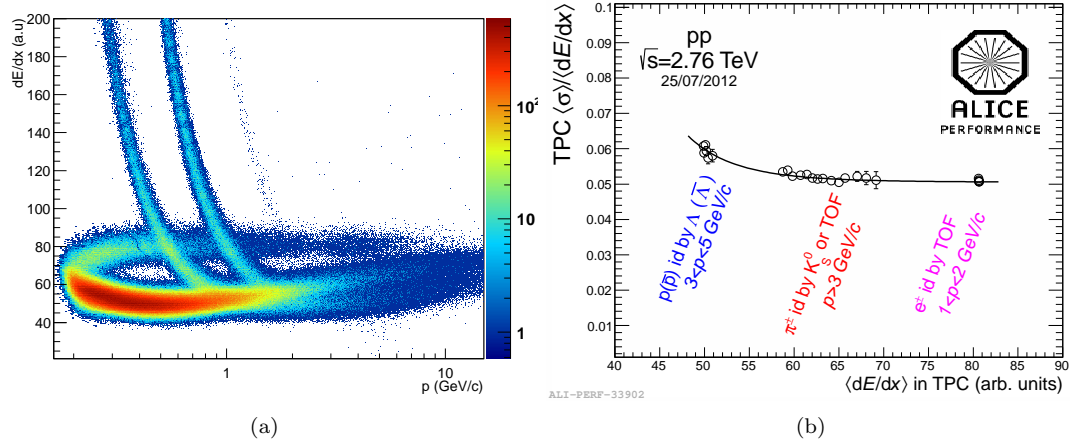 dE/dx (a.u)
200
180
160
140
120
100
80
60
40
1
10
p (GeV/c)
10²
10
1
(a)
TPC ⟨σ⟩/⟨dE/dx⟩
0.1
0.09
0.08
0.07
0.06
0.05
0.04
0.03
0.02
0.01
pp
√s=2.76 TeV
25/07/2012
ALICE
PERFORMANCE
p(p̅) id by Λ (Λ̅)
3<p<5 GeV/c
π± id by K⁰S or TOF
p>3 GeV/c
e± id by TOF
1<p<2 GeV/c
40 45 50 55 60 65 70 75 80 85 90
⟨dE/dx⟩ in TPC (arb. units)
ALI-PERF-33902
(b)